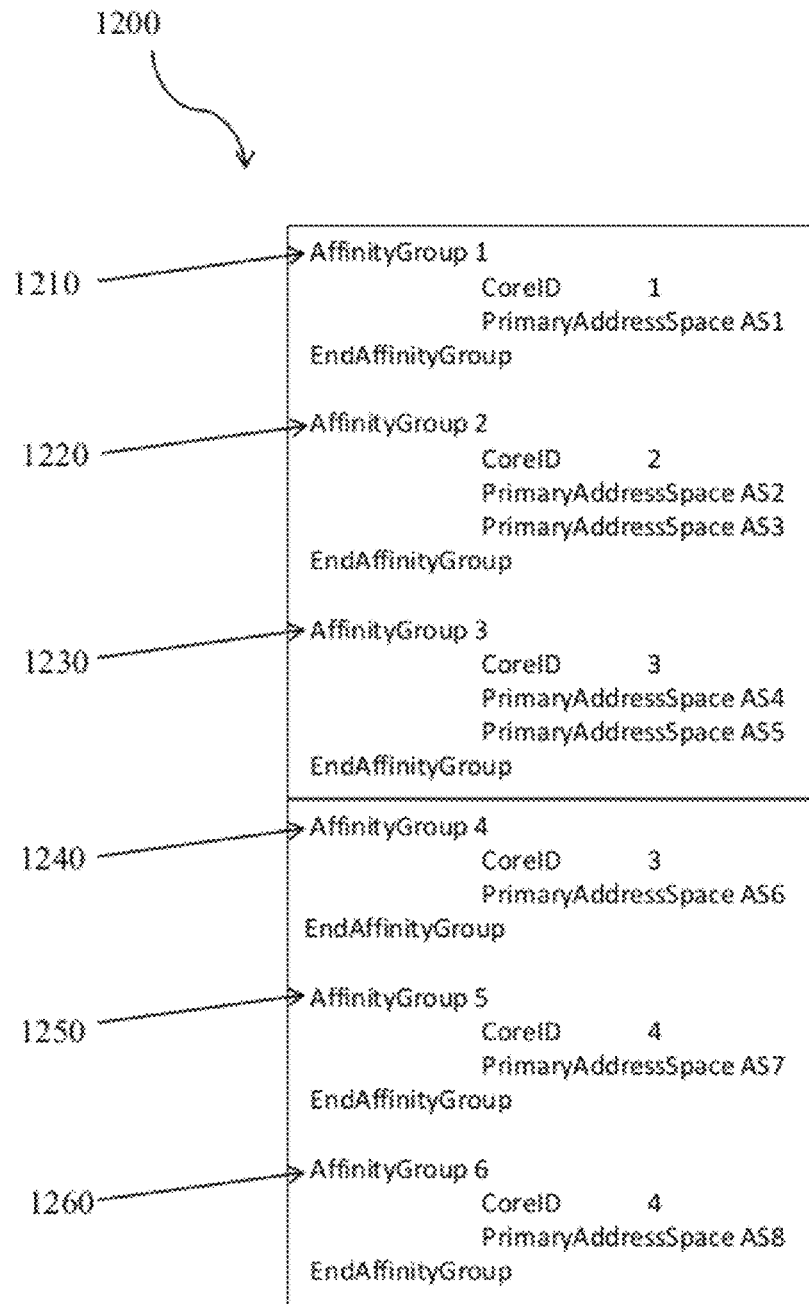 1200
1210
AffinityGroup 1
CoreID 1
PrimaryAddressSpace AS1
EndAffinityGroup
1220
AffinityGroup 2
CoreID 2
PrimaryAddressSpace AS2
PrimaryAddressSpace AS3
EndAffinityGroup
1230
AffinityGroup 3
CoreID 3
PrimaryAddressSpace AS4
PrimaryAddressSpace AS5
EndAffinityGroup
1240
AffinityGroup 4
CoreID 3
PrimaryAddressSpace AS6
EndAffinityGroup
1250
AffinityGroup 5
CoreID 4
PrimaryAddressSpace AS7
EndAffinityGroup
1260
AffinityGroup 6
CoreID 4
PrimaryAddressSpace AS8
EndAffinityGroup